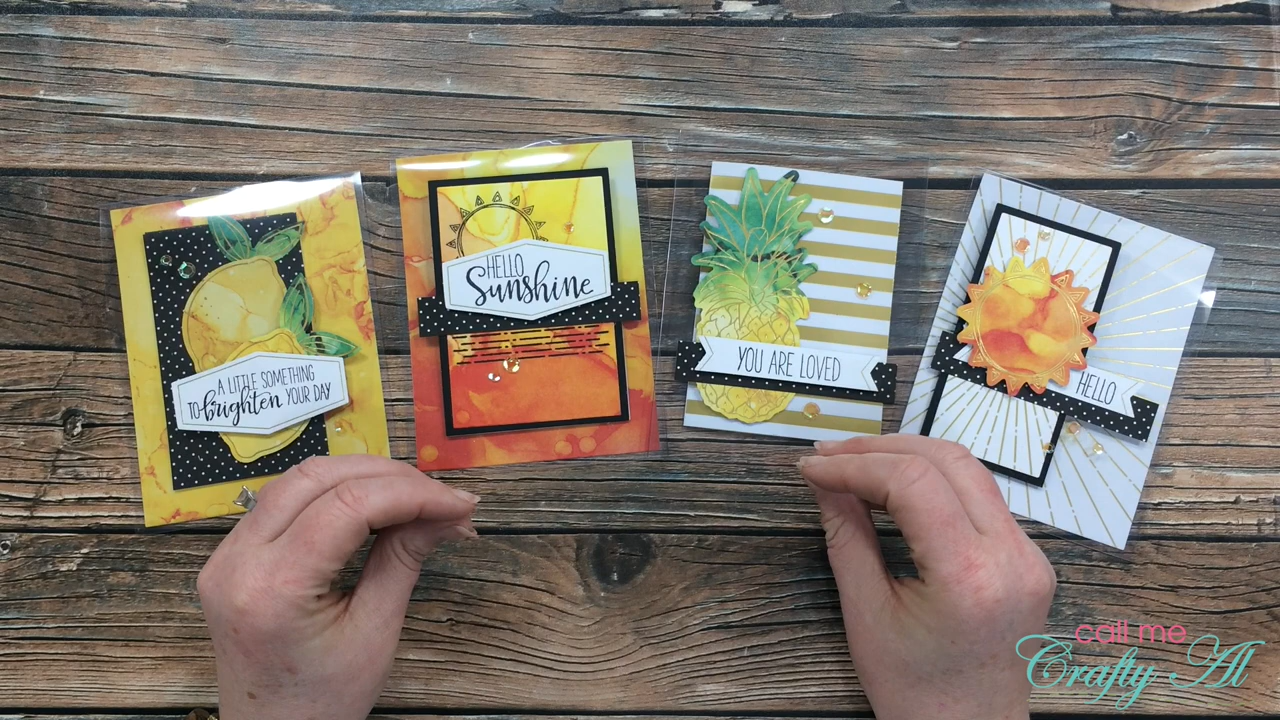 A LITTLE SOMETHING
TO brighten YOUR DAY
HELLO
Sunshine
YOU ARE LOVED
HELLO
call me
Crafty Al